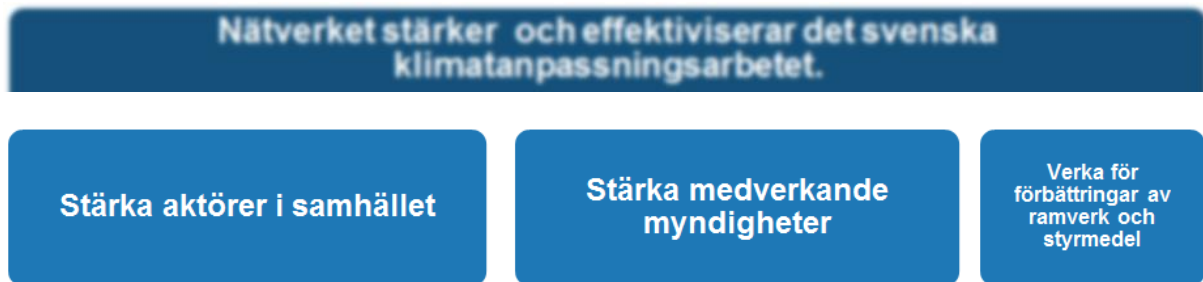 Nätverket stärker och effektiviserar det svenska
klimatanpassningsarbetet.
Stärka aktörer i samhället
Stärka medverkande
myndigheter
Verka för
förbättringar av
ramverk och
styrmedel